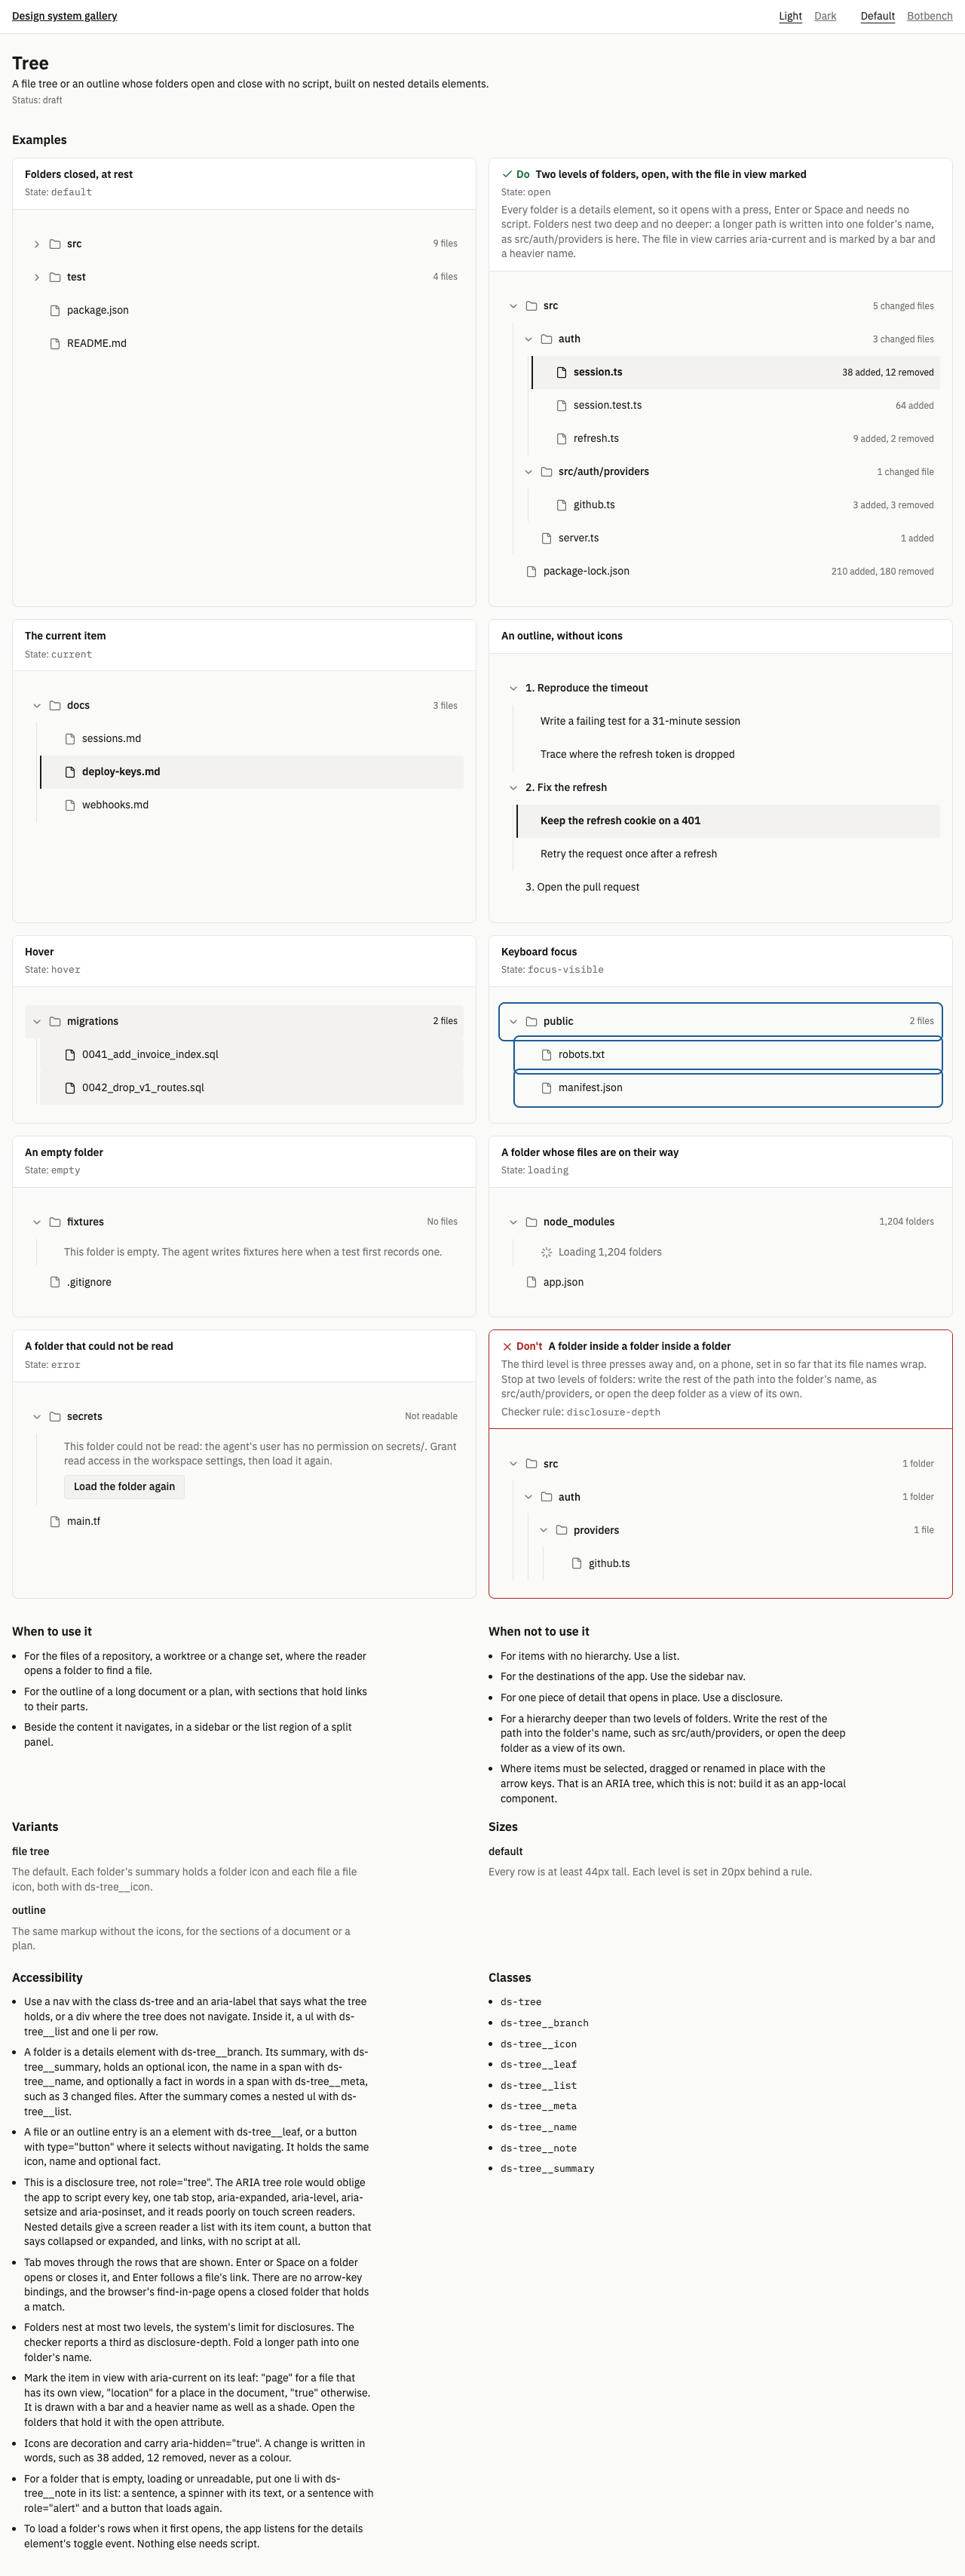 Design system gallery
Light Dark Default Botbench
Tree
A file tree or an outline whose folders open and close with no script, built on nested details elements.
Status: draft
Examples
Folders closed, at rest
State: default
src 9 files
test 4 files
package.json
README.md
Do Two levels of folders, open, with the file in view marked
State: open
Every folder is a details element, so it opens with a press, Enter or Space and needs no
script. Folders nest two deep and no deeper: a longer path is written into one folder's name,
as src/auth/providers is here. The file in view carries aria-current and is marked by a bar and
a heavier name.
src 5 changed files
auth 3 changed files
session.ts 38 added, 12 removed
session.test.ts 64 added
refresh.ts 9 added, 2 removed
src/auth/providers 1 changed file
github.ts 3 added, 3 removed
server.ts 1 added
package-lock.json 210 added, 180 removed
The current item
State: current
docs 3 files
sessions.md
deploy-keys.md
webhooks.md
An outline, without icons
1. Reproduce the timeout
Write a failing test for a 31-minute session
Trace where the refresh token is dropped
2. Fix the refresh
Keep the refresh cookie on a 401
Retry the request once after a refresh
3. Open the pull request
Hover
State: hover
migrations 2 files
0041_add_invoice_index.sql
0042_drop_v1_routes.sql
Keyboard focus
State: focus-visible
public 2 files
robots.txt
manifest.json
An empty folder
State: empty
fixtures No files
This folder is empty. The agent writes fixtures here when a test first records one.
.gitignore
A folder whose files are on their way
State: loading
node_modules 1,204 folders
Loading 1,204 folders
app.json
A folder that could not be read
State: error
secrets Not readable
This folder could not be read: the agent's user has no permission on secrets/. Grant
read access in the workspace settings, then load it again.
Load the folder again
main.tf
Don't A folder inside a folder inside a folder
The third level is three presses away and, on a phone, set in so far that its file names wrap.
Stop at two levels of folders: write the rest of the path into the folder's name, as
src/auth/providers, or open the deep folder as a view of its own.
Checker rule: disclosure-depth
src 1 folder
auth 1 folder
providers 1 file
github.ts
When to use it
For the files of a repository, a worktree or a change set, where the reader
opens a folder to find a file.
For the outline of a long document or a plan, with sections that hold links
to their parts.
Beside the content it navigates, in a sidebar or the list region of a split
panel.
When not to use it
For items with no hierarchy. Use a list.
For the destinations of the app. Use the sidebar nav.
For one piece of detail that opens in place. Use a disclosure.
For a hierarchy deeper than two levels of folders. Write the rest of the
path into the folder's name, such as src/auth/providers, or open the deep
folder as a view of its own.
Where items must be selected, dragged or renamed in place with the
arrow keys. That is an ARIA tree, which this is not: build it as an app-local
component.
Variants
file tree
The default. Each folder's summary holds a folder icon and each file a file
icon, both with ds-tree__icon.
outline
The same markup without the icons, for the sections of a document or a
plan.
Sizes
default
Every row is at least 44px tall. Each level is set in 20px behind a rule.
Accessibility
Use a nav with the class ds-tree and an aria-label that says what the tree
holds, or a div where the tree does not navigate. Inside it, a ul with ds-
tree__list and one li per row.
A folder is a details element with ds-tree__branch. Its summary, with ds-
tree__summary, holds an optional icon, the name in a span with ds-
tree__name, and optionally a fact in words in a span with ds-tree__meta,
such as 3 changed files. After the summary comes a nested ul with ds-
tree__list.
A file or an outline entry is an a element with ds-tree__leaf, or a button
with type="button" where it selects without navigating. It holds the same
icon, name and optional fact.
This is a disclosure tree, not role="tree". The ARIA tree role would oblige
the app to script every key, one tab stop, aria-expanded, aria-level, aria-
setsize and aria-posinset, and it reads poorly on touch screen readers.
Nested details give a screen reader a list with its item count, a button that
says collapsed or expanded, and links, with no script at all.
Tab moves through the rows that are shown. Enter or Space on a folder
opens or closes it, and Enter follows a file's link. There are no arrow-key
bindings, and the browser's find-in-page opens a closed folder that holds
a match.
Folders nest at most two levels, the system's limit for disclosures. The
checker reports a third as disclosure-depth. Fold a longer path into one
folder's name.
Mark the item in view with aria-current on its leaf: "page" for a file that
has its own view, "location" for a place in the document, "true" otherwise.
It is drawn with a bar and a heavier name as well as a shade. Open the
folders that hold it with the open attribute.
Icons are decoration and carry aria-hidden="true". A change is written in
words, such as 38 added, 12 removed, never as a colour.
For a folder that is empty, loading or unreadable, put one li with ds-
tree__note in its list: a sentence, a spinner with its text, or a sentence with
role="alert" and a button that loads again.
To load a folder's rows when it first opens, the app listens for the details
element's toggle event. Nothing else needs script.
Classes
ds-tree
ds-tree__branch
ds-tree__icon
ds-tree__leaf
ds-tree__list
ds-tree__meta
ds-tree__name
ds-tree__note
ds-tree__summary